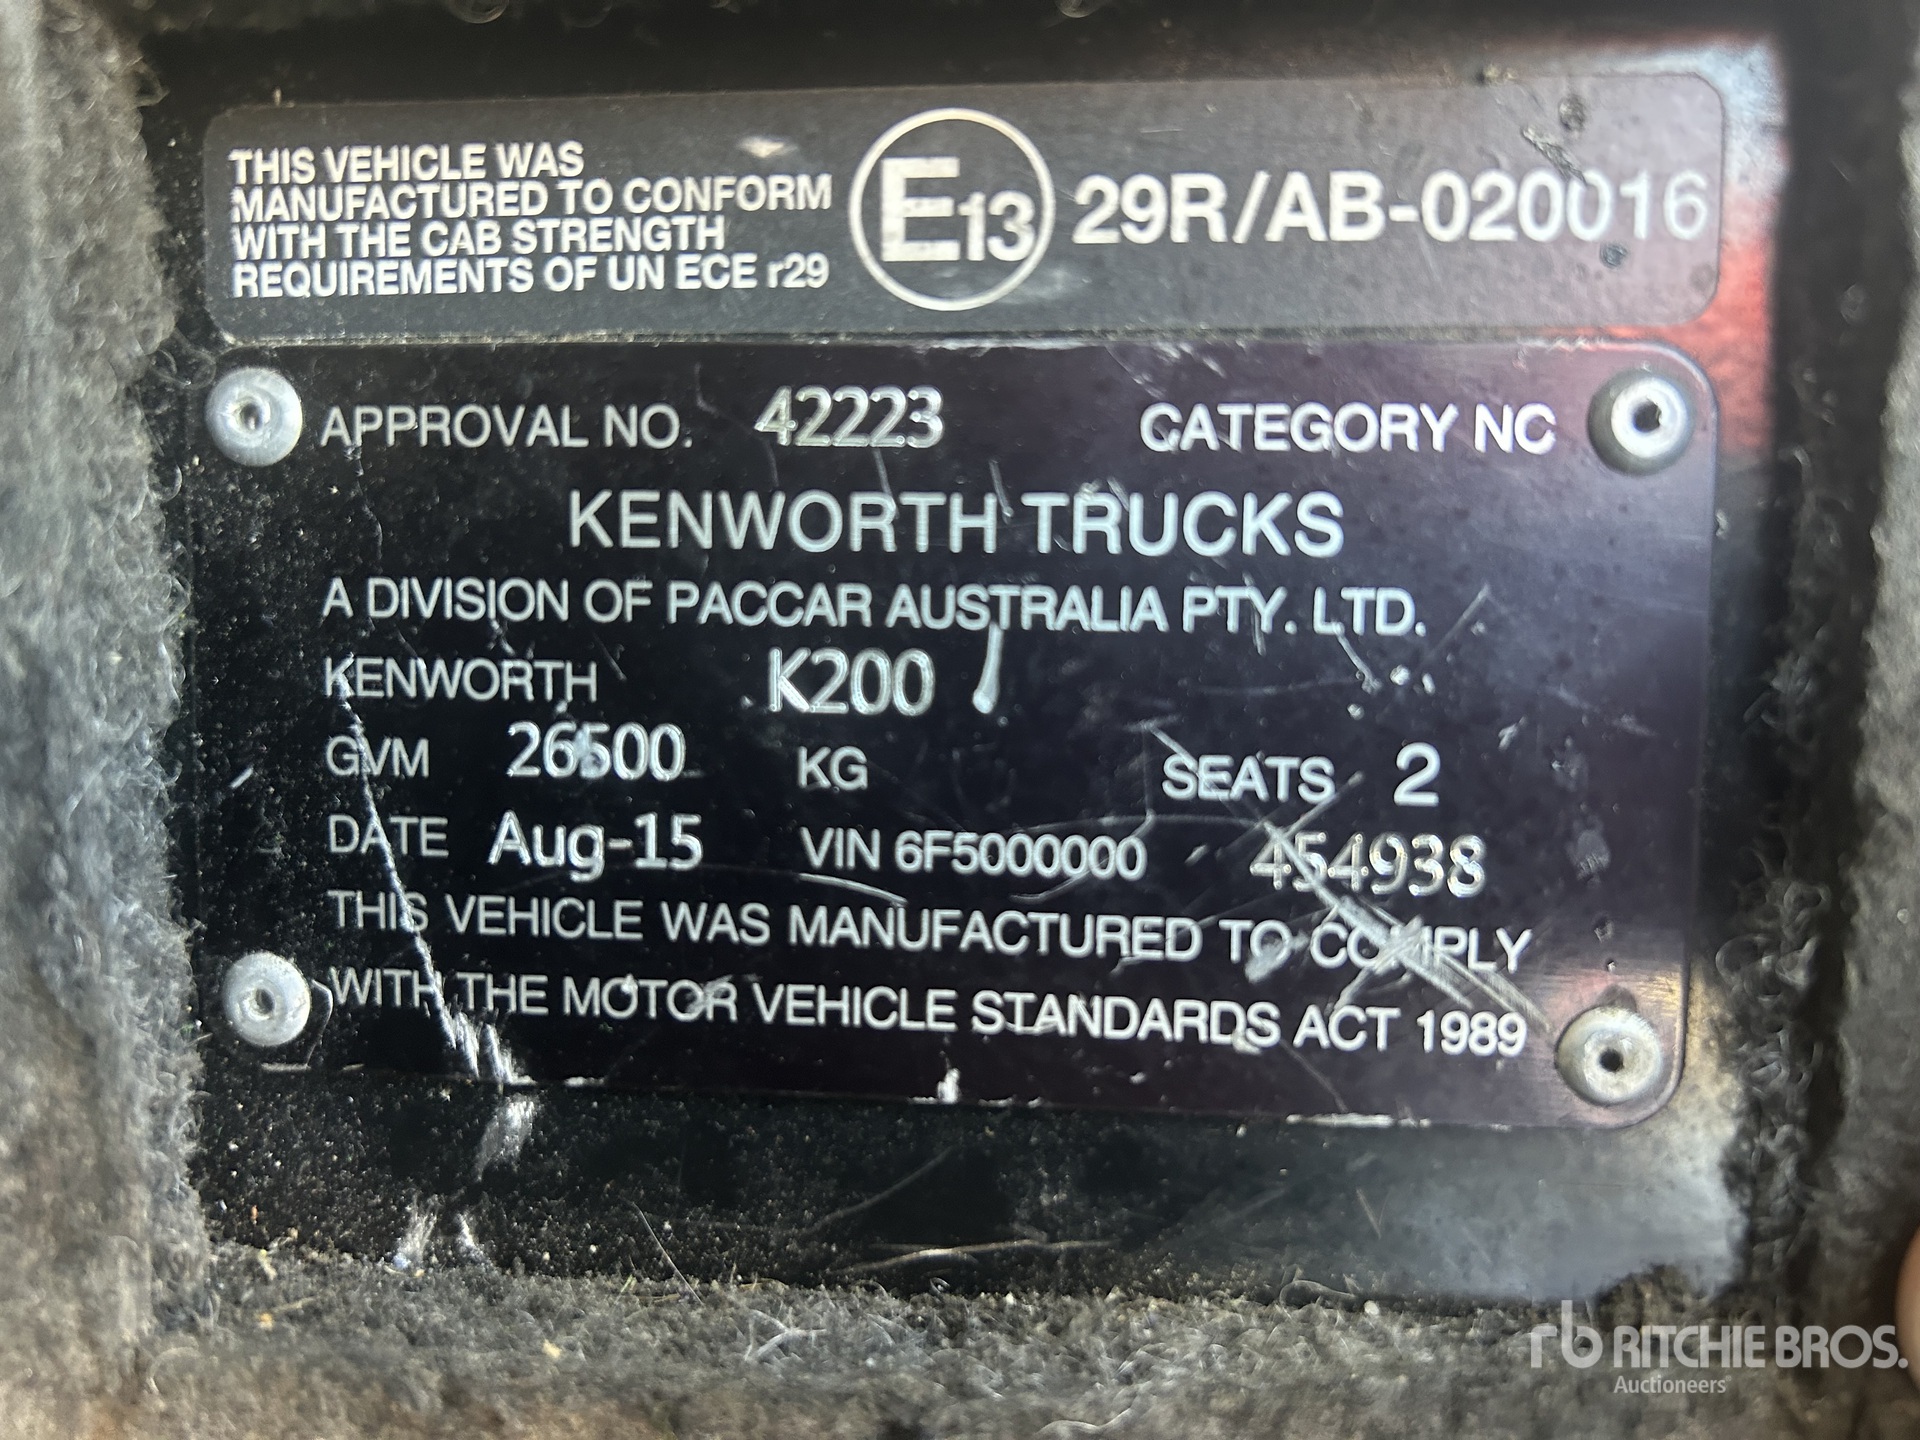 THIS VEHICLE WAS
MANUFACTURED TO CONFORM
WITH THE CAB STRENGTH
REQUIREMENTS OF UN ECE r29
E13 29R/AB-020016
APPROVAL NO. 42223 CATEGORY NC
KENWORTH TRUCKS
A DIVISION OF PACCAR AUSTRALIA PTY. LTD.
KENWORTH K200
GVM 26500 KG SEATS 2
DATE Aug-15 VIN 6F5000000 454938
THIS VEHICLE WAS MANUFACTURED TO COMPLY
WITH THE MOTOR VEHICLE STANDARDS ACT 1989
rb RITCHIE BROS.
Auctioneers